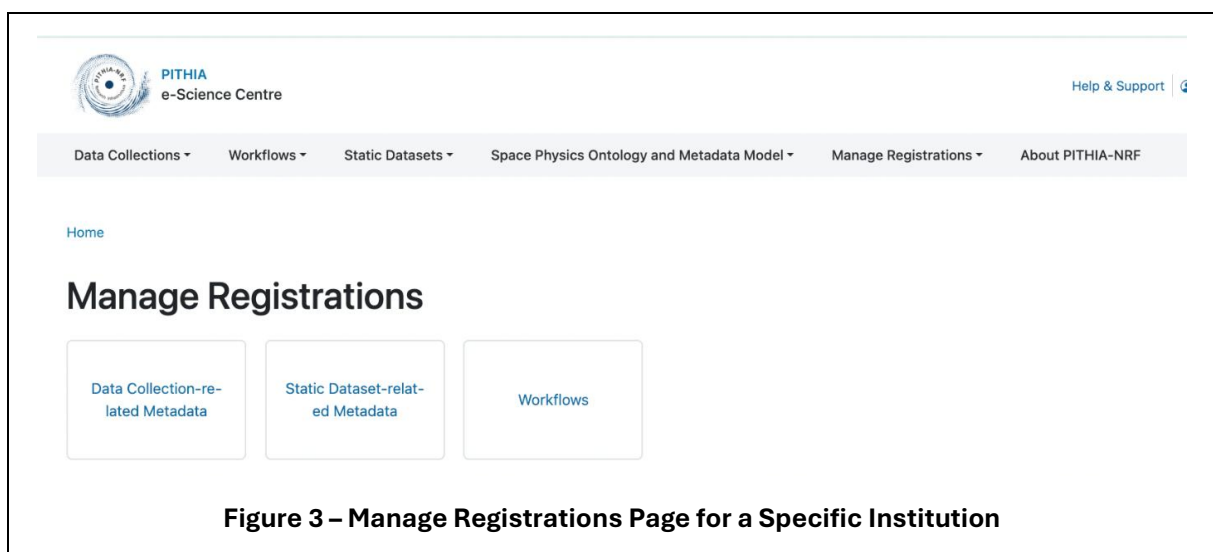 PITHIA
e-Science Centre
Help & Support
Data Collections Workflows Static Datasets Space Physics Ontology and Metadata Model Manage Registrations About PITHIA-NRF
Home
Manage Registrations
Data Collection-re-
lated Metadata
Static Dataset-relat-
ed Metadata
Workflows
Figure 3 – Manage Registrations Page for a Specific Institution